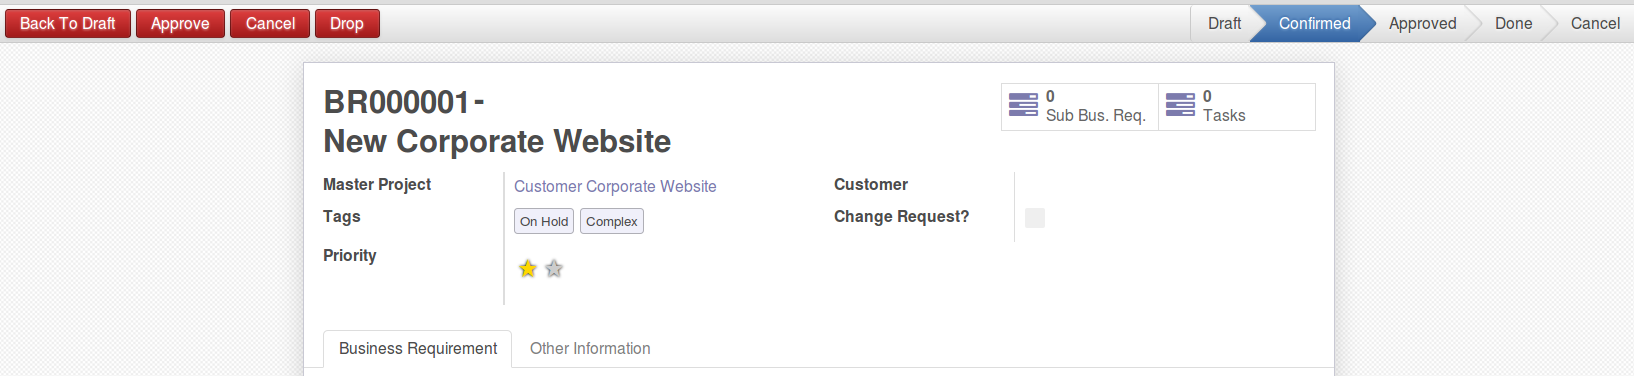 Back To Draft Approve Cancel Drop Draft Confirmed Approved Done Cancel
BR000001-
New Corporate Website
0 Sub Bus. Req.
0 Tasks
Master Project Customer Corporate Website Customer
Tags On Hold Complex Change Request?
Priority
Business Requirement Other Information